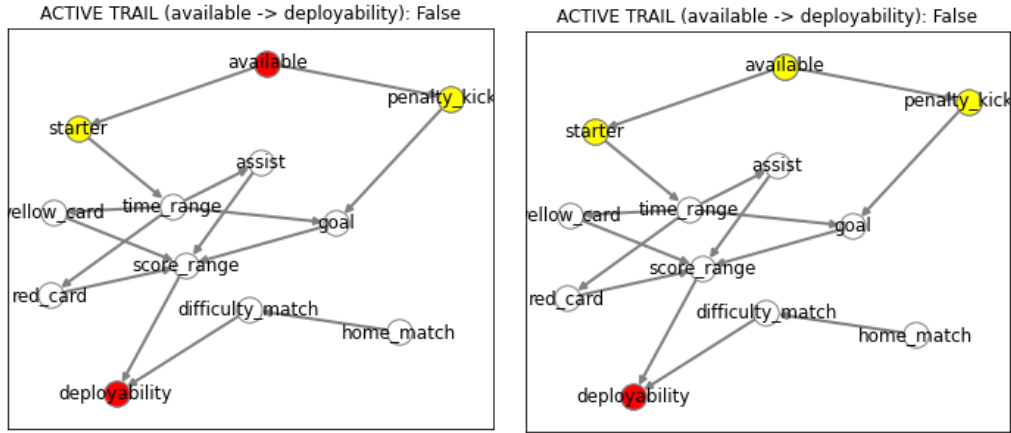 ACTIVE TRAIL (available -> deployability): False
available
penalty_kick
starter
assist
yellow_card
time_range
goal
score_range
red_card
difficulty_match
home_match
deployability
ACTIVE TRAIL (available -> deployability): False
available
penalty_kick
starter
assist
yellow_card
time_range
goal
score_range
red_card
difficulty_match
home_match
deployability